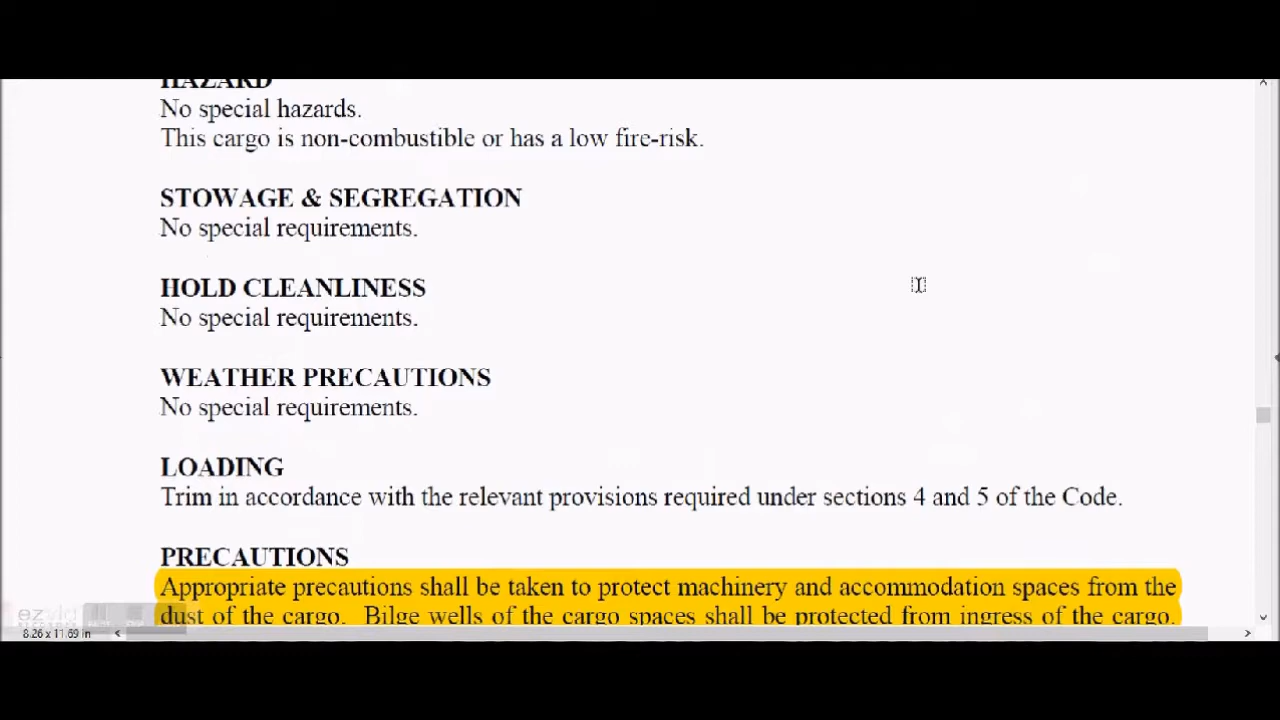 HAZARD
No special hazards.
This cargo is non-combustible or has a low fire-risk.
STOWAGE & SEGREGATION
No special requirements.
HOLD CLEANLINESS
No special requirements.
WEATHER PRECAUTIONS
No special requirements.
LOADING
Trim in accordance with the relevant provisions required under sections 4 and 5 of the Code.
PRECAUTIONS
Appropriate precautions shall be taken to protect machinery and accommodation spaces from the
dust of the cargo. Bilge wells of the cargo spaces shall be protected from ingress of the cargo.
8.26 x 11.69 in